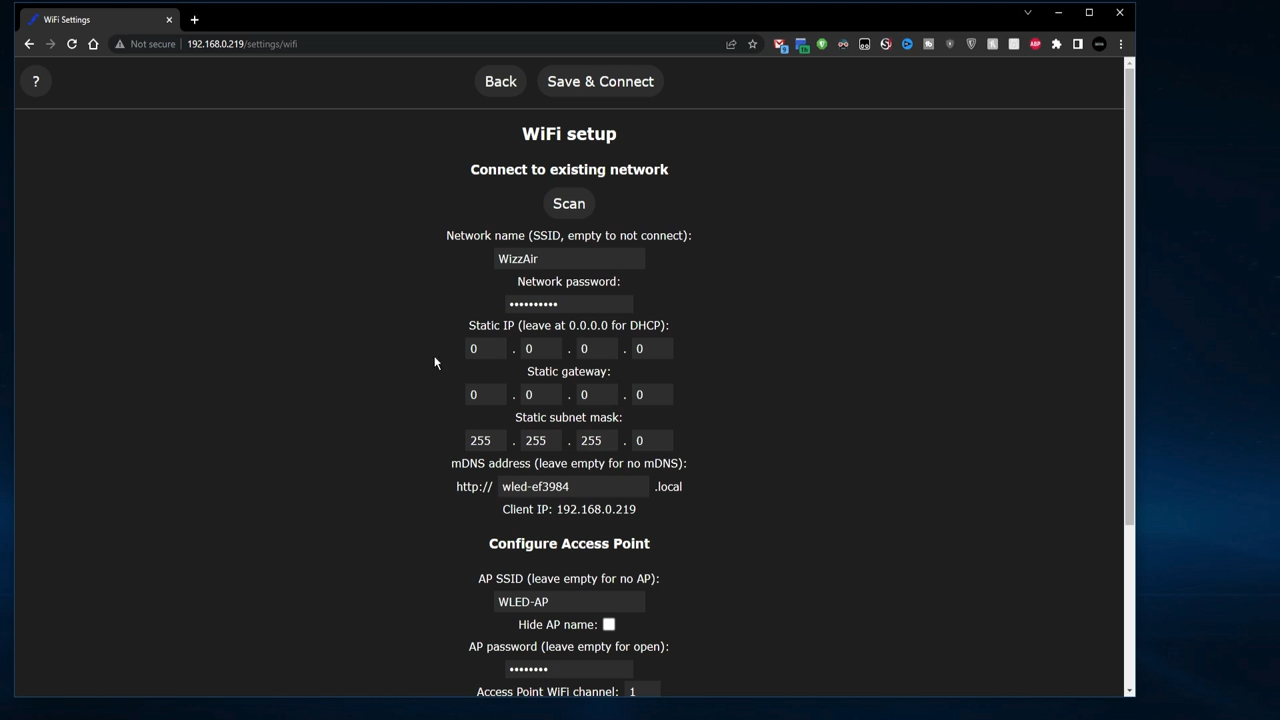 WiFi Settings
Not secure 192.168.0.219/settings/wifi
ABP
? Back Save & Connect
WiFi setup
Connect to existing network
Scan
Network name (SSID, empty to not connect):
WizzAir
Network password:
••••••••••
Static IP (leave at 0.0.0.0 for DHCP):
0 . 0 . 0 . 0
Static gateway:
0 . 0 . 0 . 0
Static subnet mask:
255 . 255 . 255 . 0
mDNS address (leave empty for no mDNS):
http:// wled-ef3984 .local
Client IP: 192.168.0.219
Configure Access Point
AP SSID (leave empty for no AP):
WLED-AP
Hide AP name:
AP password (leave empty for open):
••••••••
Access Point WiFi channel: 1